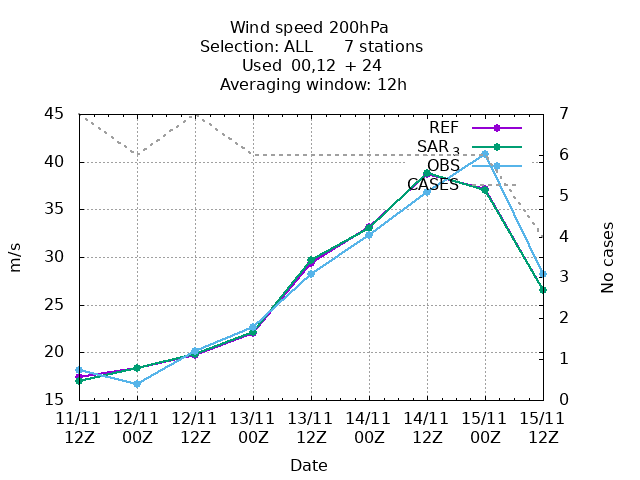 Wind speed 200hPa
Selection: ALL 7 stations
Used 00,12 + 24
Averaging window: 12h
45 7
REF
SAR 3
40 OBS 6
CASES
35 5
4
30
m/s No cases
3
25
2
20
1
15 0
11/11 12/11 12/11 13/11 13/11 14/11 14/11 15/11 15/11
12Z 00Z 12Z 00Z 12Z 00Z 12Z 00Z 12Z
Date